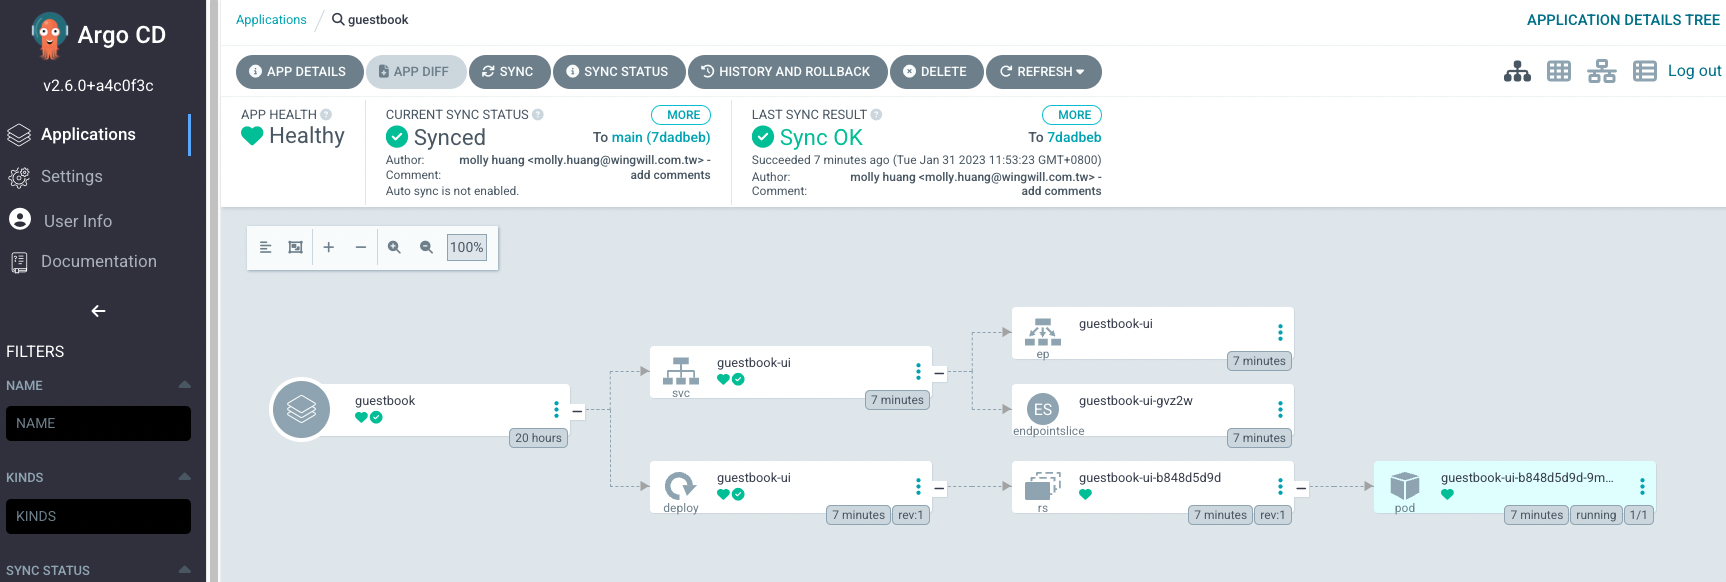 Argo CD
v2.6.0+a4c0f3c
Applications
Settings
User Info
Documentation
FILTERS
NAME
NAME
KINDS
KINDS
SYNC STATUS
Applications / guestbook
APPLICATION DETAILS TREE
APP DETAILS
APP DIFF
SYNC
SYNC STATUS
HISTORY AND ROLLBACK
DELETE
REFRESH
Log out
APP HEALTH
Healthy
CURRENT SYNC STATUS
MORE
Synced
To main (7dadbeb)
Author: molly huang <molly.huang@wingwill.com.tw> -
Comment: add comments
Auto sync is not enabled.
LAST SYNC RESULT
MORE
Sync OK
To 7dadbeb
Succeeded 7 minutes ago (Tue Jan 31 2023 11:53:23 GMT+0800)
Author: molly huang <molly.huang@wingwill.com.tw> -
Comment: add comments
100%
guestbook
20 hours
guestbook-ui
svc
7 minutes
guestbook-ui
deploy
7 minutes
rev:1
guestbook-ui
ep
7 minutes
ES
guestbook-ui-gvz2w
endpointslice
7 minutes
guestbook-ui-b848d5d9d
rs
7 minutes
rev:1
guestbook-ui-b848d5d9d-9m...
pod
7 minutes
running
1/1